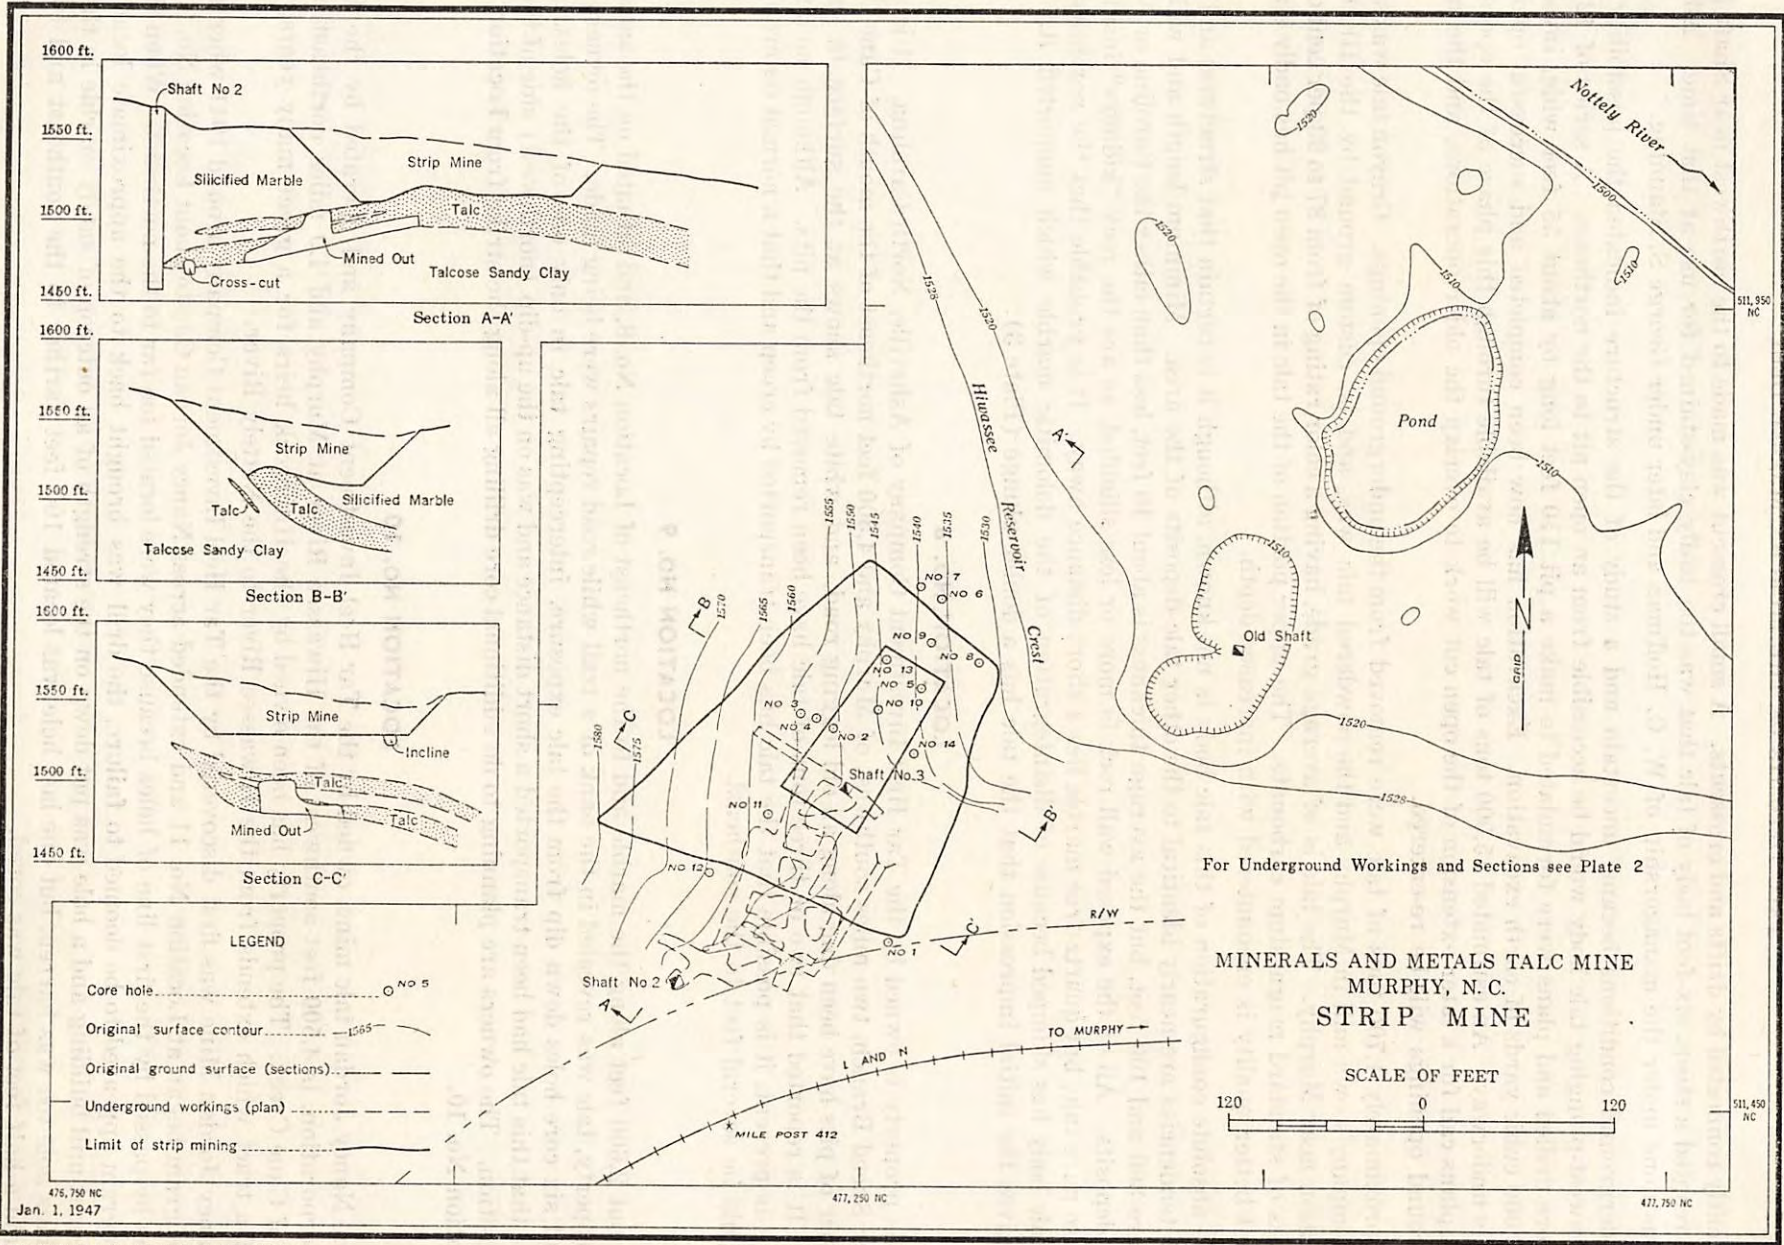 1600 ft.
Shaft No 2
1550 ft.
Strip Mine
Silicified Marble
1500 ft.
Talc
Mined Out
Talcose Sandy Clay
Cross-cut
1450 ft.
Section A-A'
1600 ft.
1550 ft.
Strip Mine
1500 ft.
Silicified Marble
Talc
Talc
Talcose Sandy Clay
1450 ft.
Section B-B'
1600 ft.
1550 ft.
Strip Mine
Incline
1500 ft.
Talc
Talc
Mined Out
1450 ft.
Section C-C'
LEGEND
Core hole NO 5
Original surface contour 1565
Original ground surface (sections)
Underground workings (plan)
Limit of strip mining
476,750 NC
Jan. 1, 1947
Nottely River
1500
1520
1520
1510
1510
511,950
NC
1528
1520
Hiwassee
Reservoir
Crest
Pond
1510
A'
1555
1550
1545
1540
1535
1530
1510
Old Shaft
N
GRID
B
1570
1565
1560
NO 7
NO 6
NO 9
NO 8
NO 13
NO 5
NO 10
NO 3
NO 4
NO 2
NO 14
C
1580
1575
Shaft No.3
NO 11
B'
1520
1528
NO 12
For Underground Workings and Sections see Plate 2
R/W
C'
NO 1
Shaft No 2
A
MINERALS AND METALS TALC MINE
MURPHY, N. C.
STRIP MINE
TO MURPHY
L AND N
MILE POST 412
SCALE OF FEET
120 0 120
511,450
NC
477,250 NC
477,750 NC